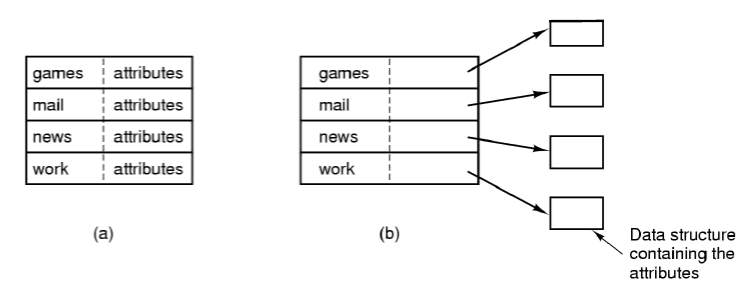 games attributes
mail attributes
news attributes
work attributes
(a)
games
mail
news
work
(b)
Data structure
containing the
attributes